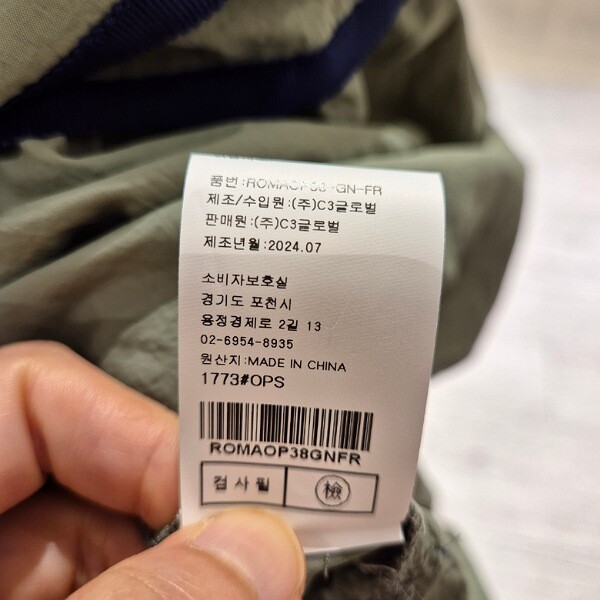 품번:ROMAOP38-GN-FR
제조/수입원:(주)C3글로벌
판매원:(주)C3글로벌
제조년월:2024.07
소비자보호실
경기도 포천시
용정경제로 2길 13
02-6954-8935
원산지:MADE IN CHINA
1773#OPS
ROMAOP38GNFR
검사필 檢